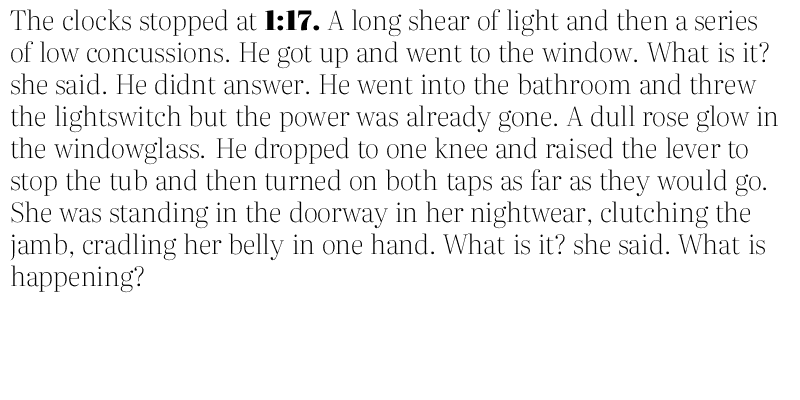 The clocks stopped at 1:17. A long shear of light and then a series
of low concussions. He got up and went to the window. What is it?
she said. He didnt answer. He went into the bathroom and threw
the lightswitch but the power was already gone. A dull rose glow in
the windowglass. He dropped to one knee and raised the lever to
stop the tub and then turned on both taps as far as they would go.
She was standing in the doorway in her nightwear, clutching the
jamb, cradling her belly in one hand. What is it? she said. What is
happening?